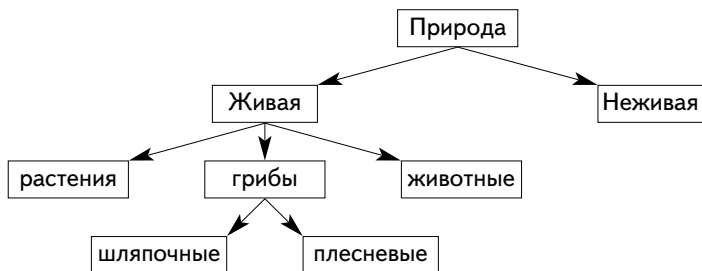 Природа
Живая
Неживая
растения
грибы
животные
шляпочные
плесневые